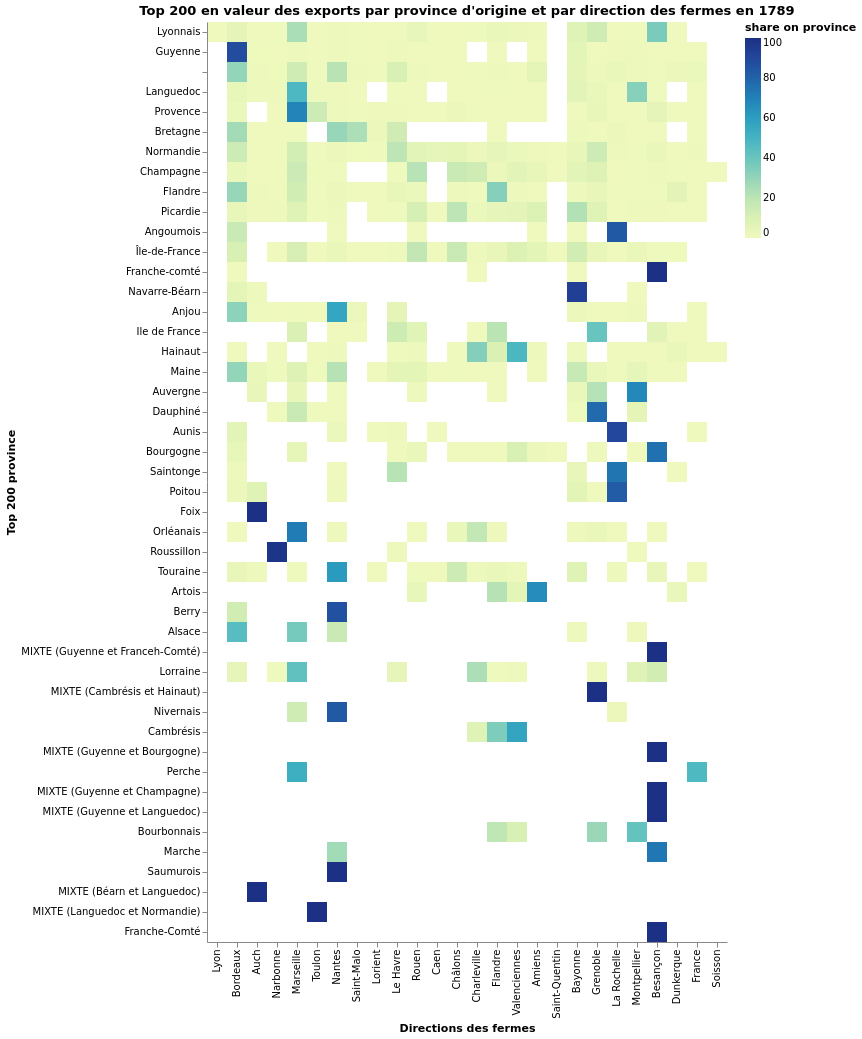 Top 200 en valeur des exports par province d'origine et par direction des fermes en 1789
share on province
100
80
60
40
20
0
Top 200 province
Lyonnais
Guyenne
Languedoc
Provence
Bretagne
Normandie
Champagne
Flandre
Picardie
Angoumois
Île-de-France
Franche-comté
Navarre-Béarn
Anjou
Ile de France
Hainaut
Maine
Auvergne
Dauphiné
Aunis
Bourgogne
Saintonge
Poitou
Foix
Orléanais
Roussillon
Touraine
Artois
Berry
Alsace
MIXTE (Guyenne et Franceh-Comté)
Lorraine
MIXTE (Cambrésis et Hainaut)
Nivernais
Cambrésis
MIXTE (Guyenne et Bourgogne)
Perche
MIXTE (Guyenne et Champagne)
MIXTE (Guyenne et Languedoc)
Bourbonnais
Marche
Saumurois
MIXTE (Béarn et Languedoc)
MIXTE (Languedoc et Normandie)
Franche-Comté
Lyon
Bordeaux
Auch
Narbonne
Marseille
Toulon
Nantes
Saint-Malo
Lorient
Le Havre
Rouen
Caen
Châlons
Charleville
Flandre
Valenciennes
Amiens
Saint-Quentin
Bayonne
Grenoble
La Rochelle
Montpellier
Besançon
Dunkerque
France
Soisson
Directions des fermes